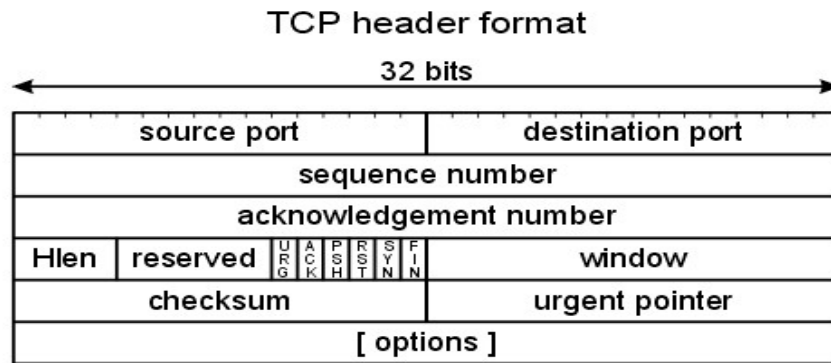 TCP header format
32 bits
source port destination port
sequence number
acknowledgement number
Hlen reserved URG ACK PSH RST SYN FIN window
checksum urgent pointer
[ options ]